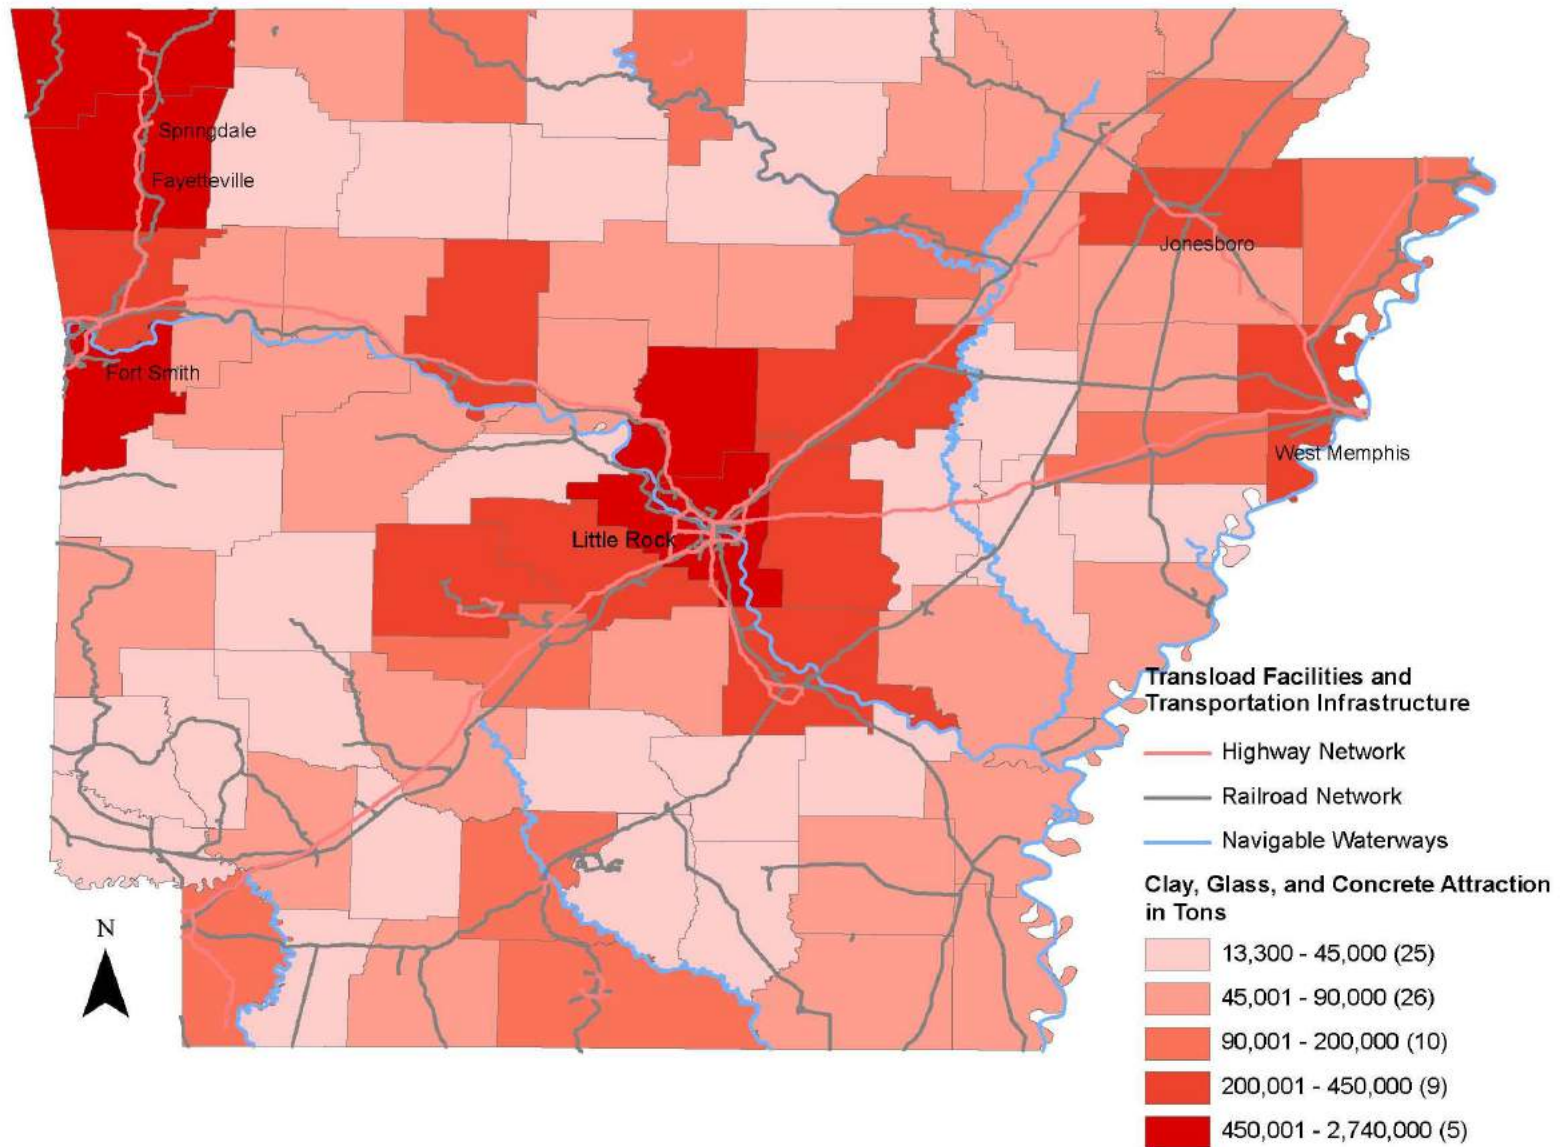 Springdale
Fayetteville
Jonesboro
Fort Smith
West Memphis
Little Rock
Transload Facilities and
Transportation Infrastructure
Highway Network
Railroad Network
Navigable Waterways
Clay, Glass, and Concrete Attraction
in Tons
N
13,300 - 45,000 (25)
45,001 - 90,000 (26)
90,001 - 200,000 (10)
200,001 - 450,000 (9)
450,001 - 2,740,000 (5)